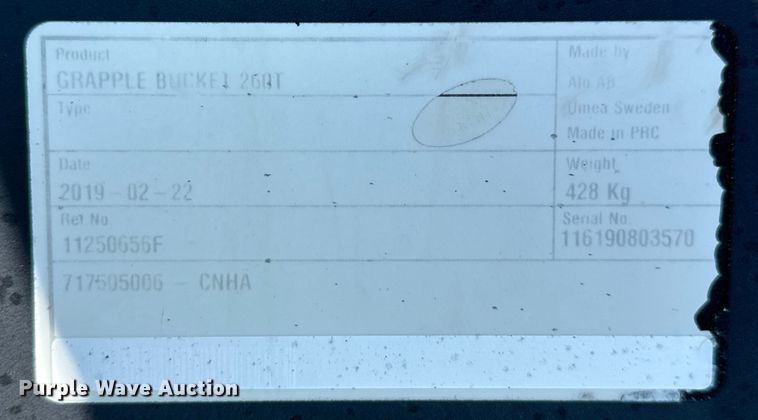 Product
GRAPPLE BUCKET 260T
Type
Date
2019-02-22
Ref No
11250656F
717505006 - CNHA
Made by
Alo AB
Umea Sweden
Made in PRC
Weight
428 Kg
Serial No.
116190803570
Purple Wave Auction